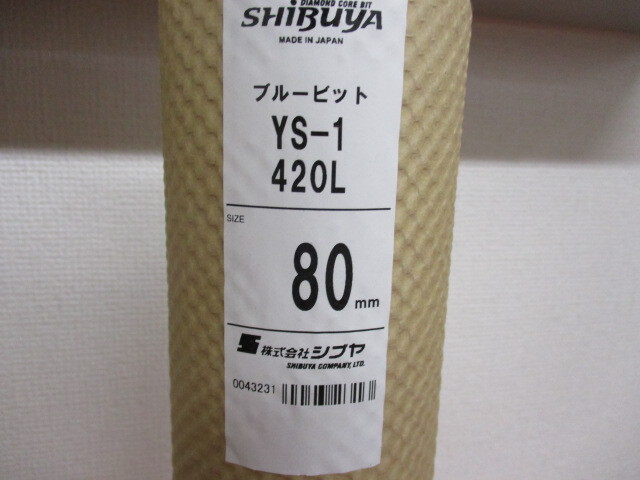 DIAMOND CORE BIT
SHIBUYA
MADE IN JAPAN
ブルービット
YS-1
420L
SIZE
80mm
株式会社シブヤ
SHIBUYA COMPANY, LTD.
0043231